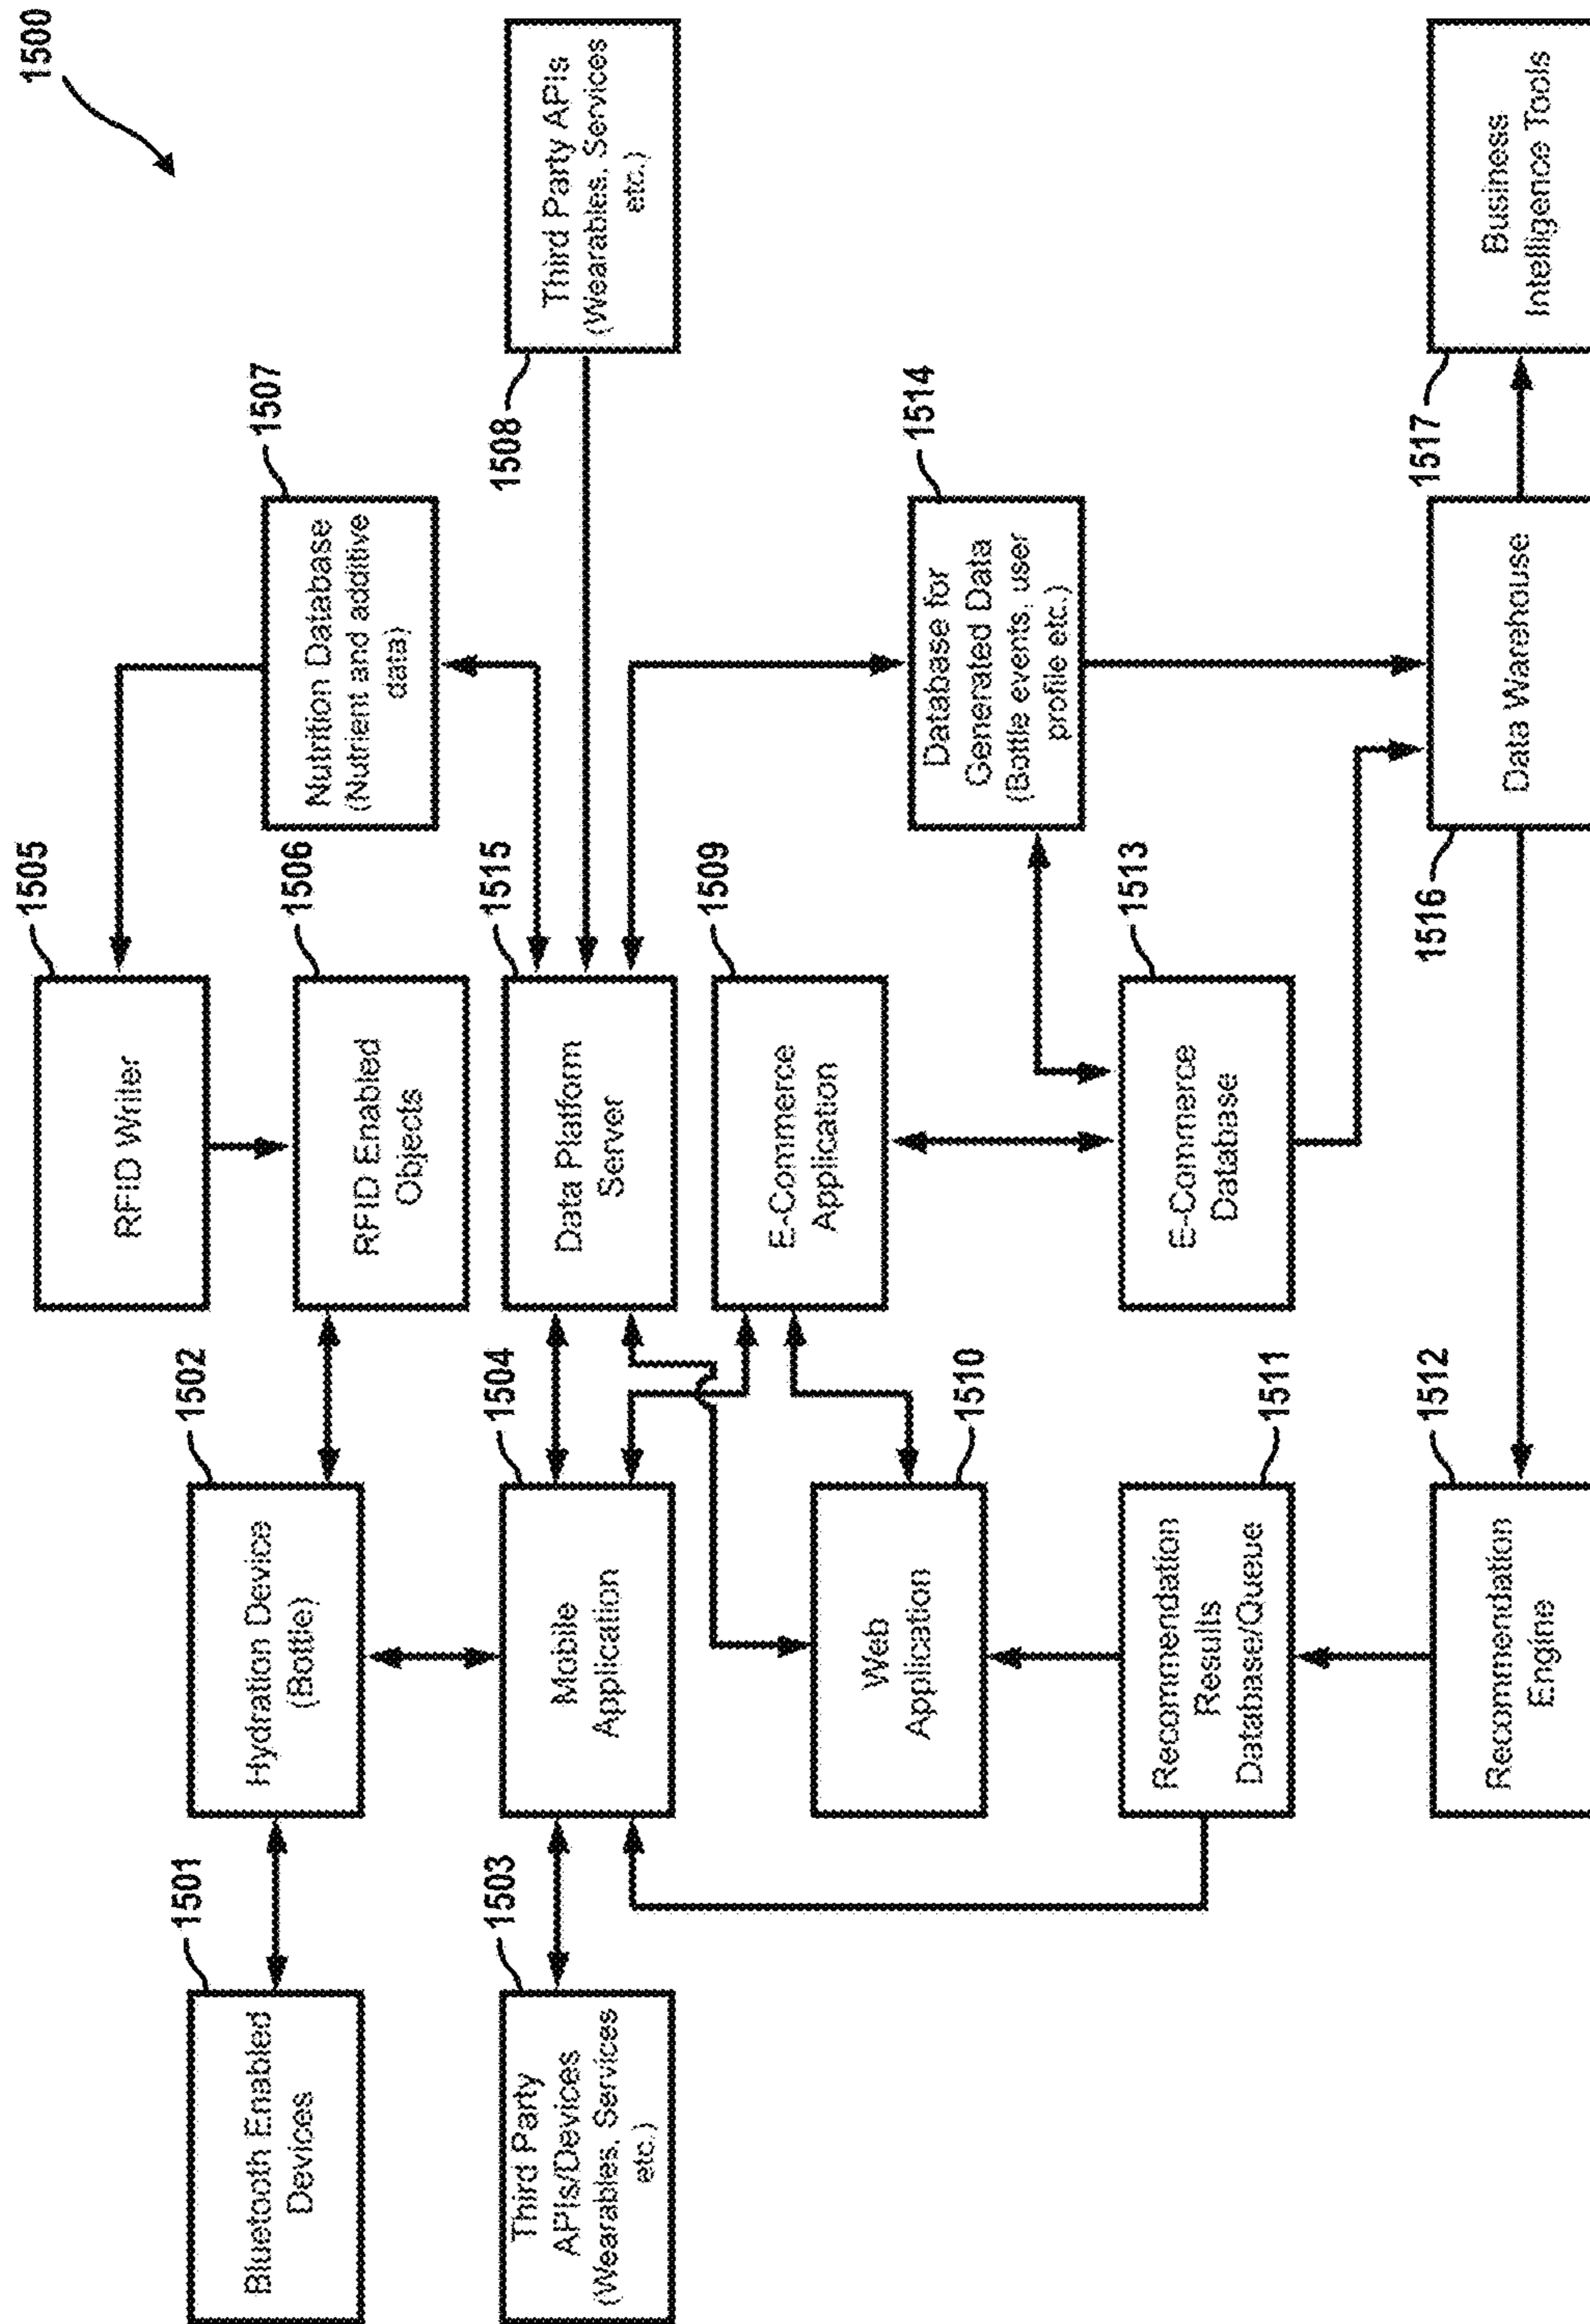 1500
1501
Bluetooth Enabled
Devices
1502
Hydration Device
(Bottle)
1505
RFID Writer
1506
RFID Enabled
Objects
1507
Nutrition Database
(Nutrient and additive
data)
1503
Third Party
APIs/Devices
(Wearables, Services
etc.)
1504
Mobile
Application
1515
Data Platform
Server
1508
Third Party APIs
(Wearables, Services
etc.)
1510
Web
Application
1509
E-Commerce
Application
1514
Database for
Generated Data
(Bottle events, user
profile etc.)
1511
Recommendation
Results
Database/Queue
1513
E-Commerce
Database
1512
Recommendation
Engine
1516
Data Warehouse
1517
Business
Intelligence Tools